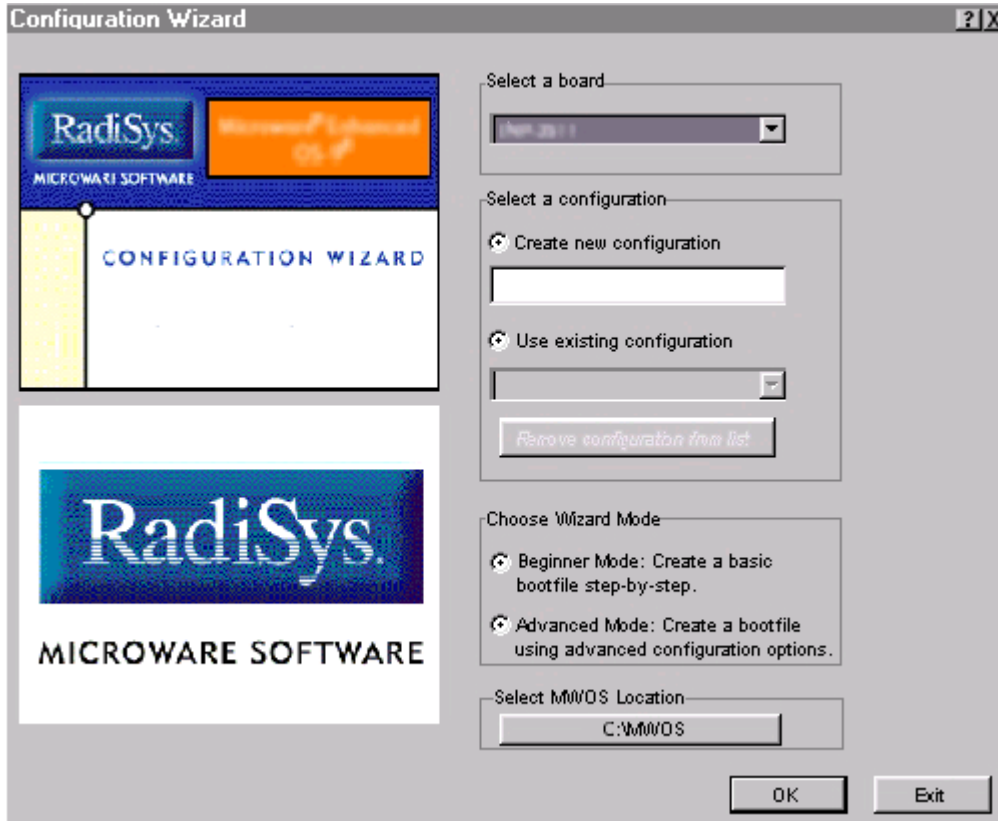 Configuration Wizard
RadiSys.
MICROWARE SOFTWARE
CONFIGURATION WIZARD
RadiSys.
MICROWARE SOFTWARE
Select a board
Select a configuration
Create new configuration
Use existing configuration
Remove configuration from list
Choose Wizard Mode
Beginner Mode: Create a basic
bootfile step-by-step.
Advanced Mode: Create a bootfile
using advanced configuration options.
Select MWOS Location
C:\MWOS
OK
Exit